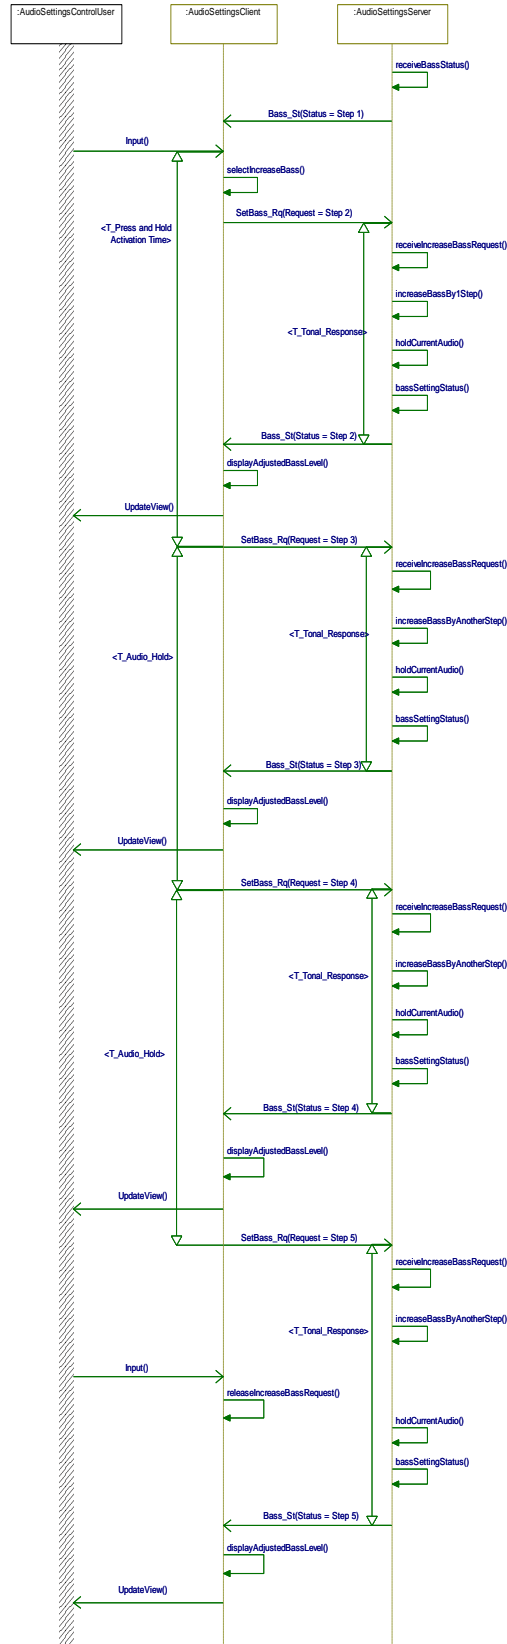 :AudioSettingsControlUser
:AudioSettingsClient
:AudioSettingsServer
receiveBassStatus()
Bass_St(Status = Step 1)
Input()
selectIncreaseBass()
SetBass_Rq(Request = Step 2)
<T_Press and Hold
Activation Time>
receiveIncreaseBassRequest()
increaseBassBy1Step()
<T_Tonal_Response>
holdCurrentAudio()
bassSettingStatus()
Bass_St(Status = Step 2)
displayAdjustedBassLevel()
UpdateView()
SetBass_Rq(Request = Step 3)
receiveIncreaseBassRequest()
increaseBassByAnotherStep()
<T_Tonal_Response>
<T_Audio_Hold>
holdCurrentAudio()
bassSettingStatus()
Bass_St(Status = Step 3)
displayAdjustedBassLevel()
UpdateView()
SetBass_Rq(Request = Step 4)
receiveIncreaseBassRequest()
increaseBassByAnotherStep()
<T_Tonal_Response>
holdCurrentAudio()
<T_Audio_Hold>
bassSettingStatus()
Bass_St(Status = Step 4)
displayAdjustedBassLevel()
UpdateView()
SetBass_Rq(Request = Step 5)
receiveIncreaseBassRequest()
increaseBassByAnotherStep()
<T_Tonal_Response>
Input()
releaseIncreaseBassRequest()
holdCurrentAudio()
bassSettingStatus()
Bass_St(Status = Step 5)
displayAdjustedBassLevel()
UpdateView()